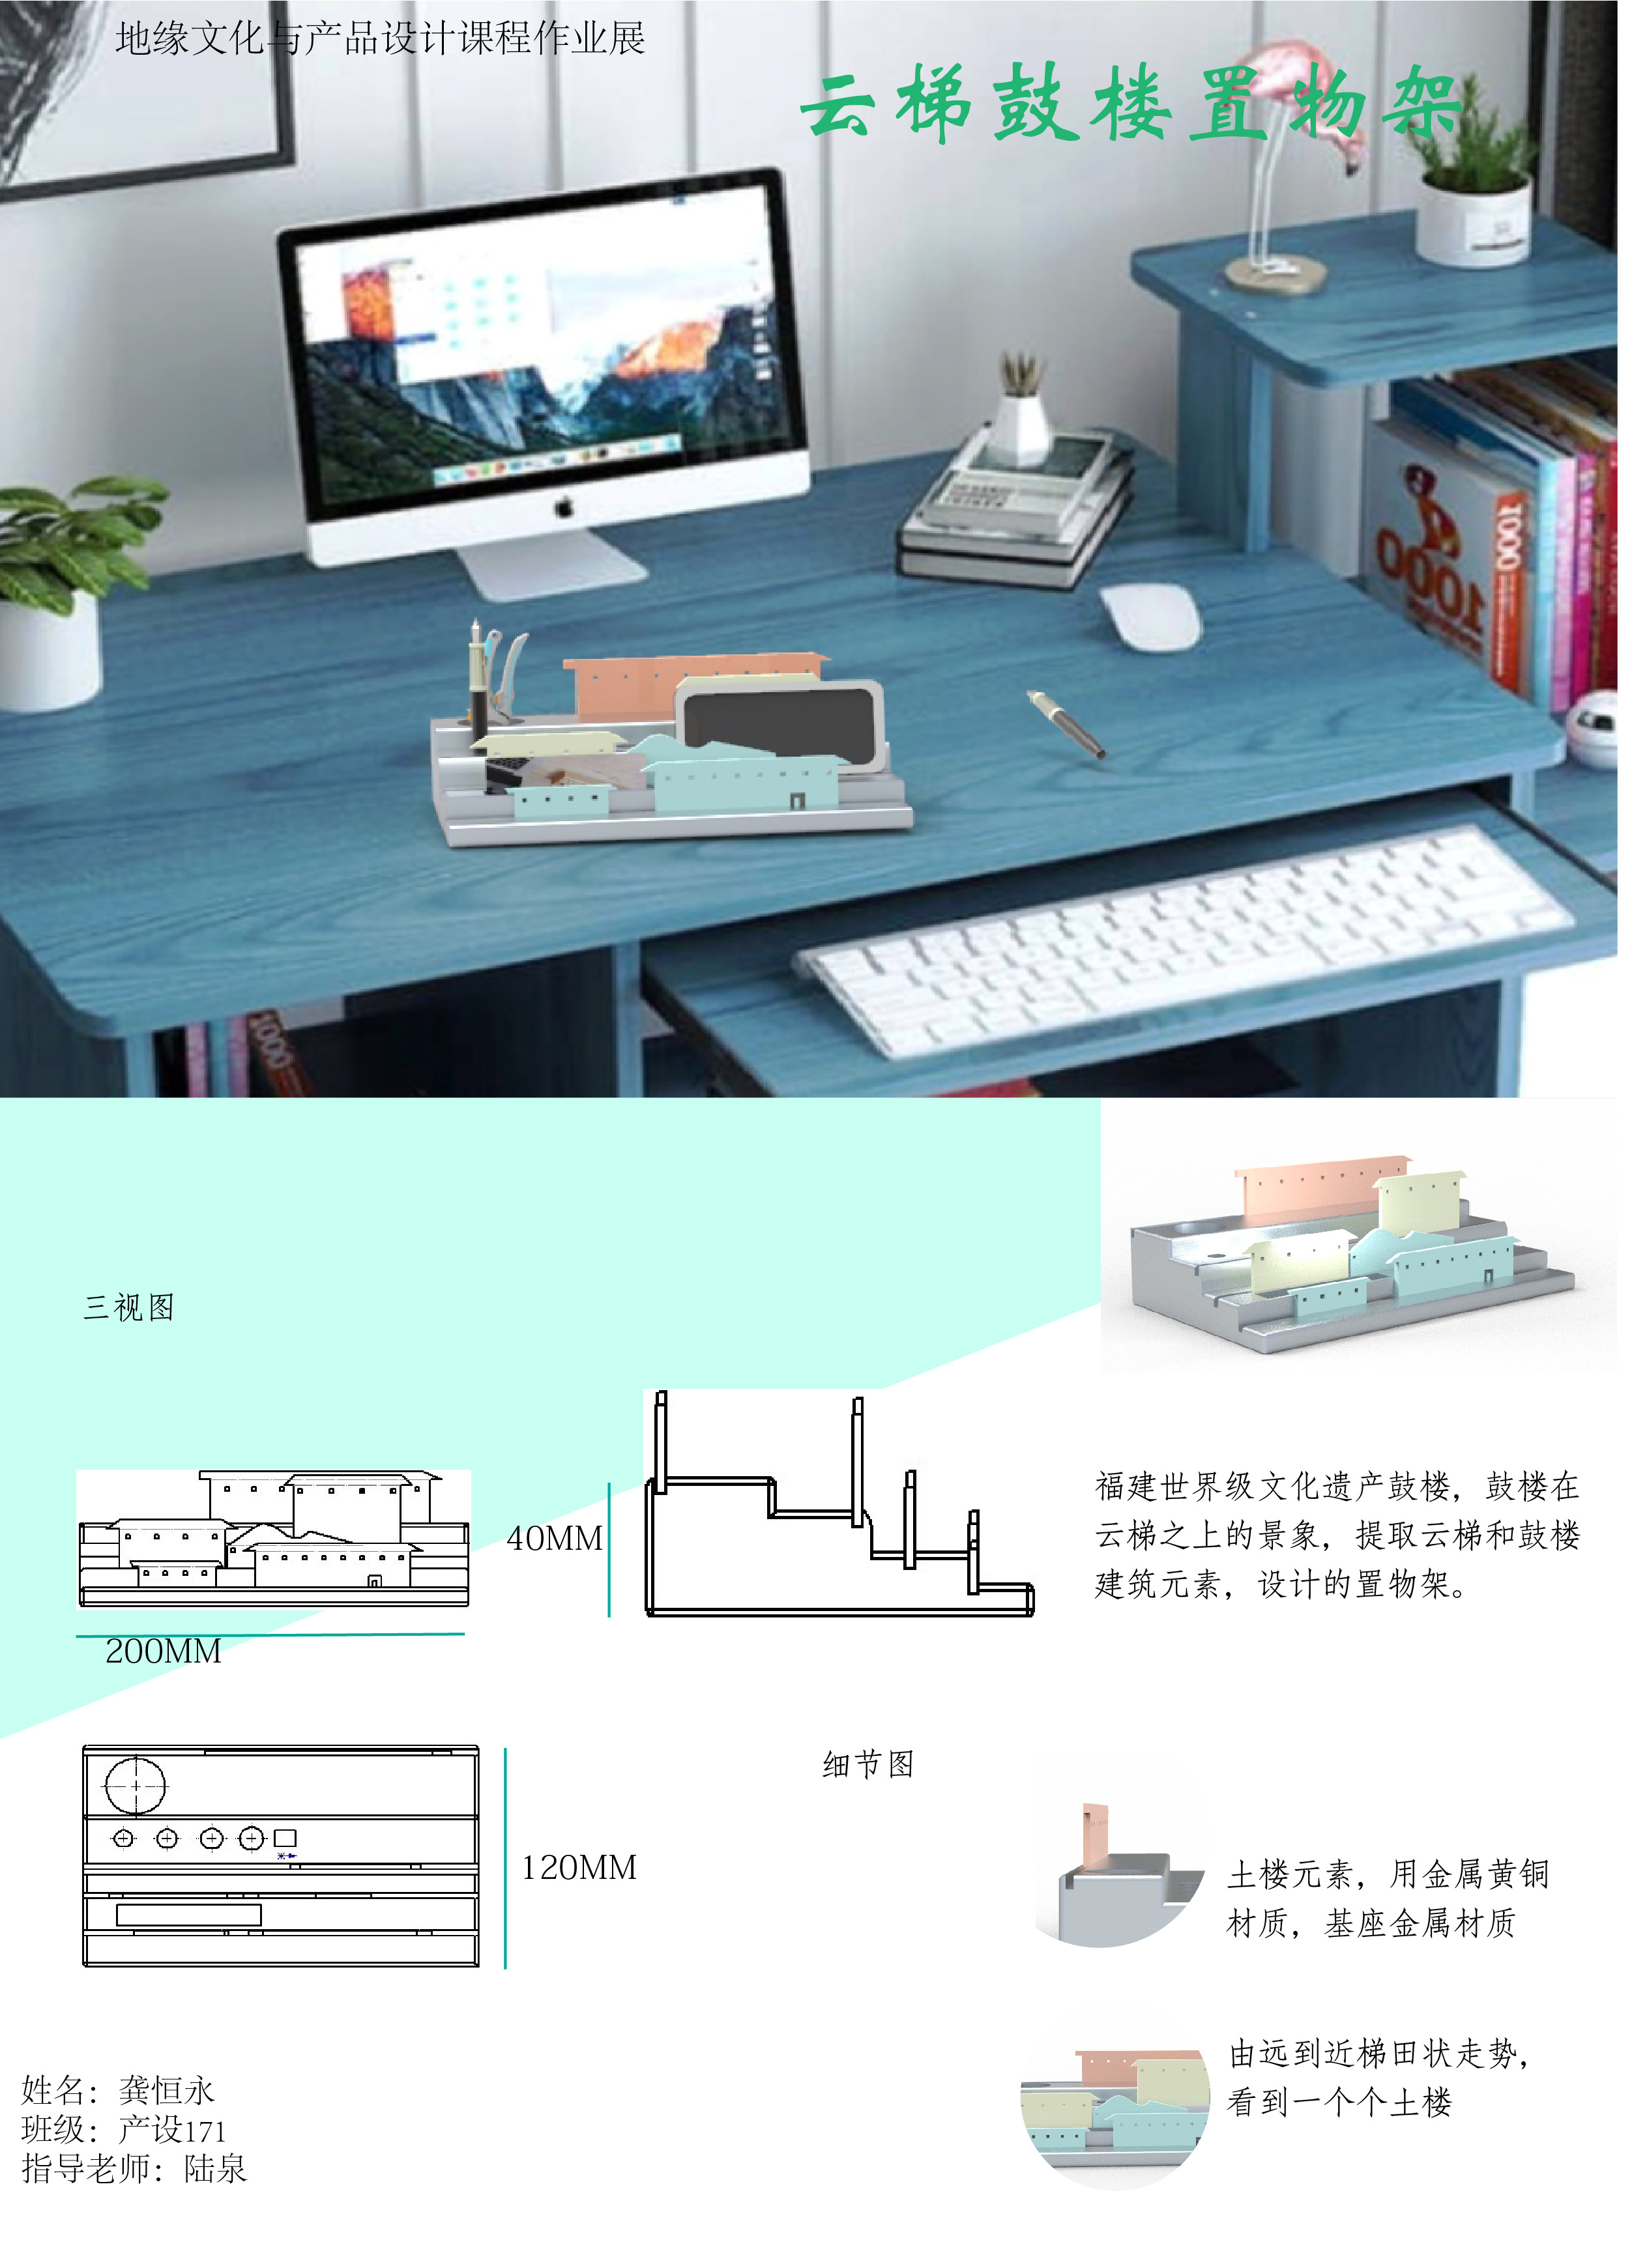 地缘文化与产品设计课程作业展
云梯鼓楼置物架
1000
1000
1000
三视图
40MM
200MM
福建世界级文化遗产鼓楼，鼓楼在
云梯之上的景象，提取云梯和鼓楼
建筑元素，设计的置物架。
120MM
细节图
土楼元素，用金属黄铜
材质，基座金属材质
由远到近梯田状走势，
看到一个个土楼
姓名：龚恒永
班级：产设171
指导老师：陆泉